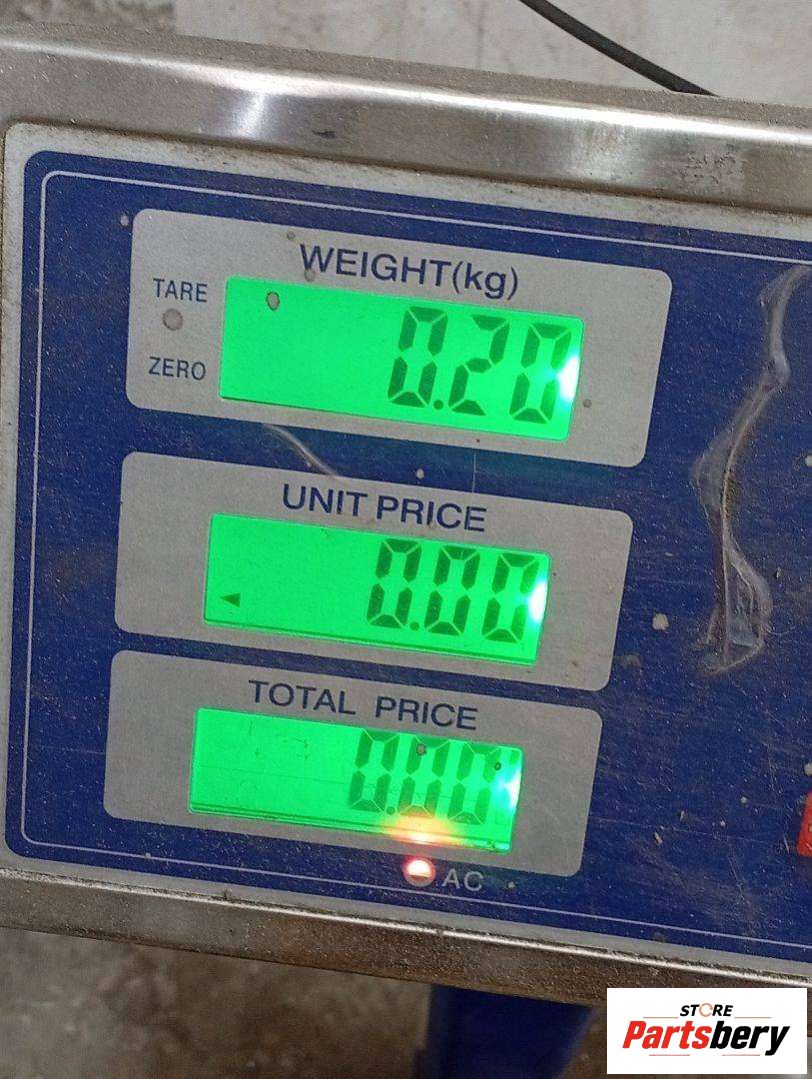 WEIGHT(kg)
TARE
0.20
ZERO
UNIT PRICE
0.00
TOTAL PRICE
0.00
AC
STORE
Partsbery